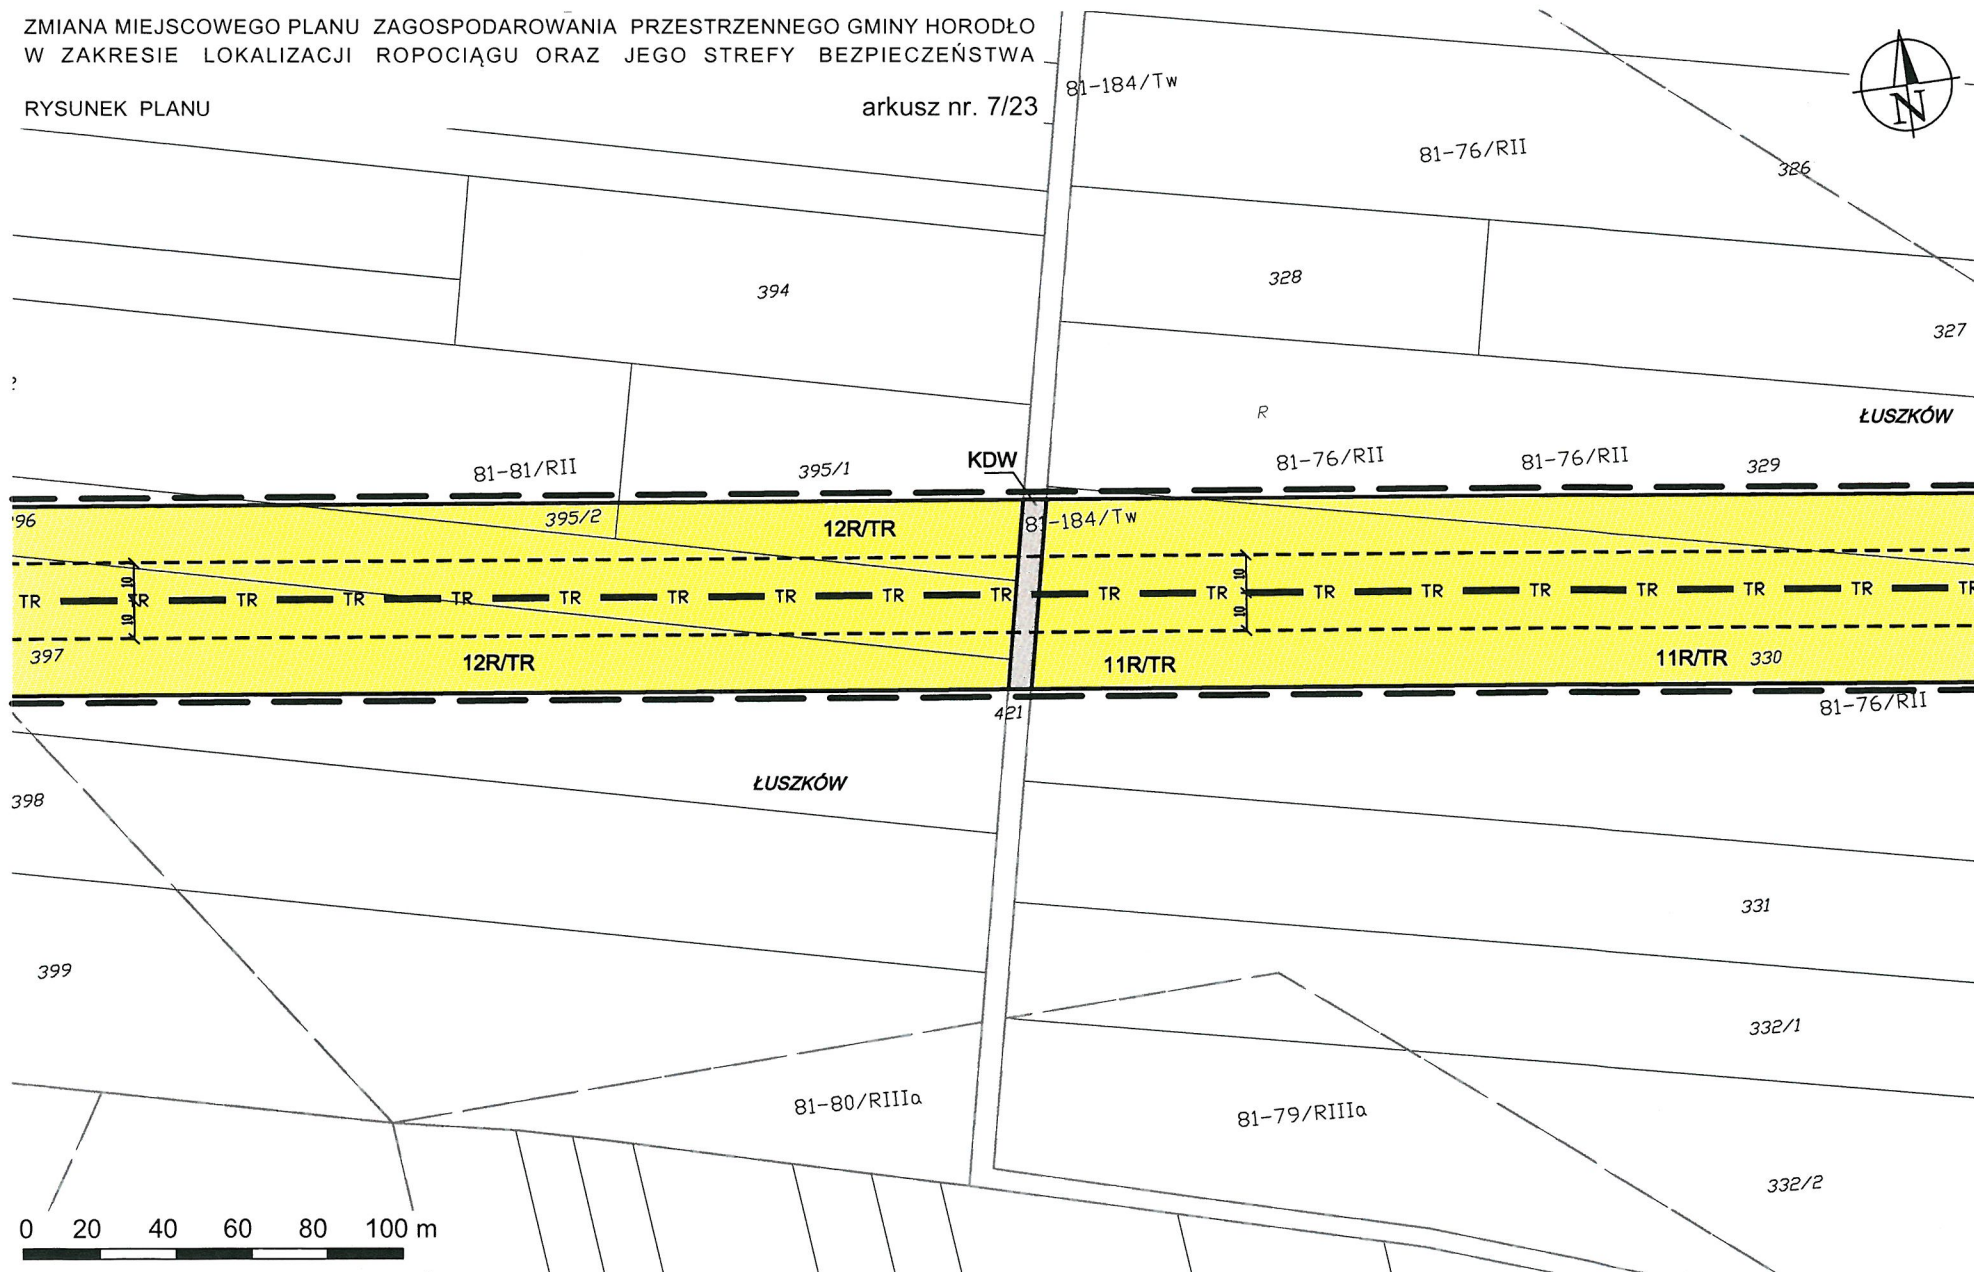 ZMIANA MIEJSCOWEGO PLANU ZAGOSPODAROWANIA PRZESTRZENNEGO GMINY HORODŁO
W ZAKRESIE LOKALIZACJI ROPOCIĄGU ORAZ JEGO STREFY BEZPIECZEŃSTWA
RYSUNEK PLANU
arkusz nr. 7/23
81-184/Tw
N
81-76/RII
326
328
394
327
R
ŁUSZKÓW
81-81/RII
395/1
KDW
81-76/RII
81-76/RII
329
96
395/2
12R/TR
81-184/Tw
10
10
TR TR TR TR TR TR TR TR TR TR TR TR TR TR TR TR TR TR TR
10
10
397
12R/TR
11R/TR
11R/TR
330
421
81-76/RII
ŁUSZKÓW
398
331
399
332/1
81-80/RIIIa
81-79/RIIIa
332/2
0 20 40 60 80 100 m